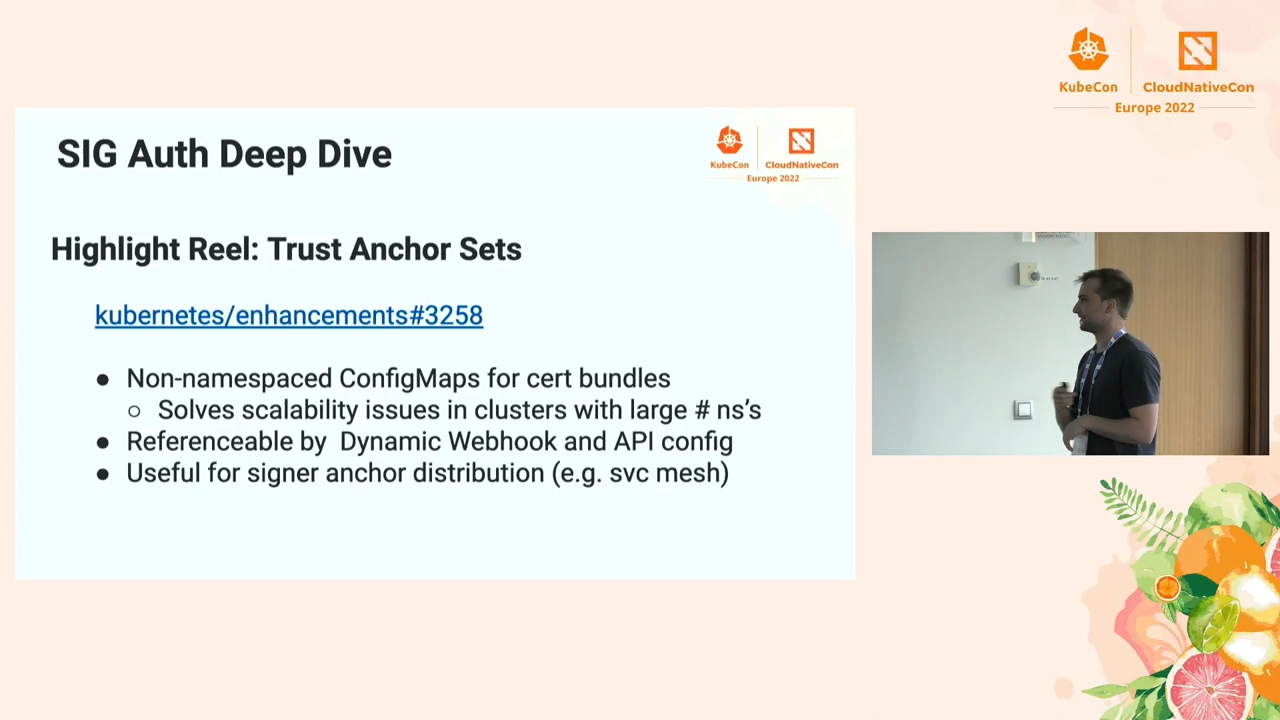 KubeCon
CloudNativeCon
Europe 2022
SIG Auth Deep Dive
KubeCon
CloudNativeCon
Europe 2022
Highlight Reel: Trust Anchor Sets
kubernetes/enhancements#3258
● Non-namespaced ConfigMaps for cert bundles
○ Solves scalability issues in clusters with large # ns's
● Referenceable by Dynamic Webhook and API config
● Useful for signer anchor distribution (e.g. svc mesh)